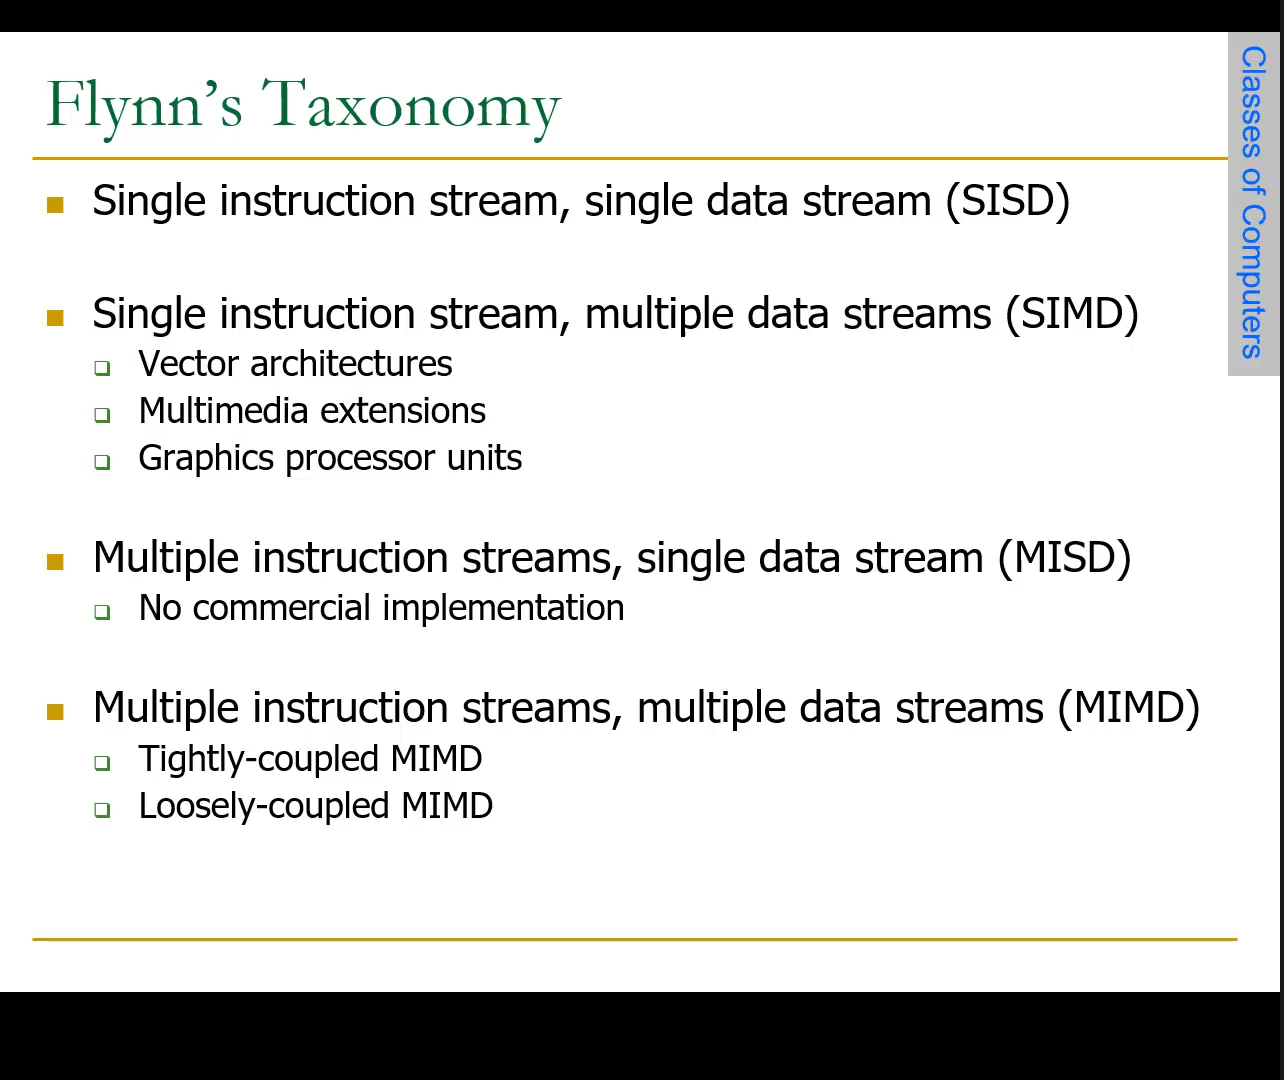 Flynn’s Taxonomy
Single instruction stream, single data stream (SISD)
Single instruction stream, multiple data streams (SIMD)
Vector architectures
Multimedia extensions
Graphics processor units
Multiple instruction streams, single data stream (MISD)
No commercial implementation
Multiple instruction streams, multiple data streams (MIMD)
Tightly-coupled MIMD
Loosely-coupled MIMD
Classes of Computers